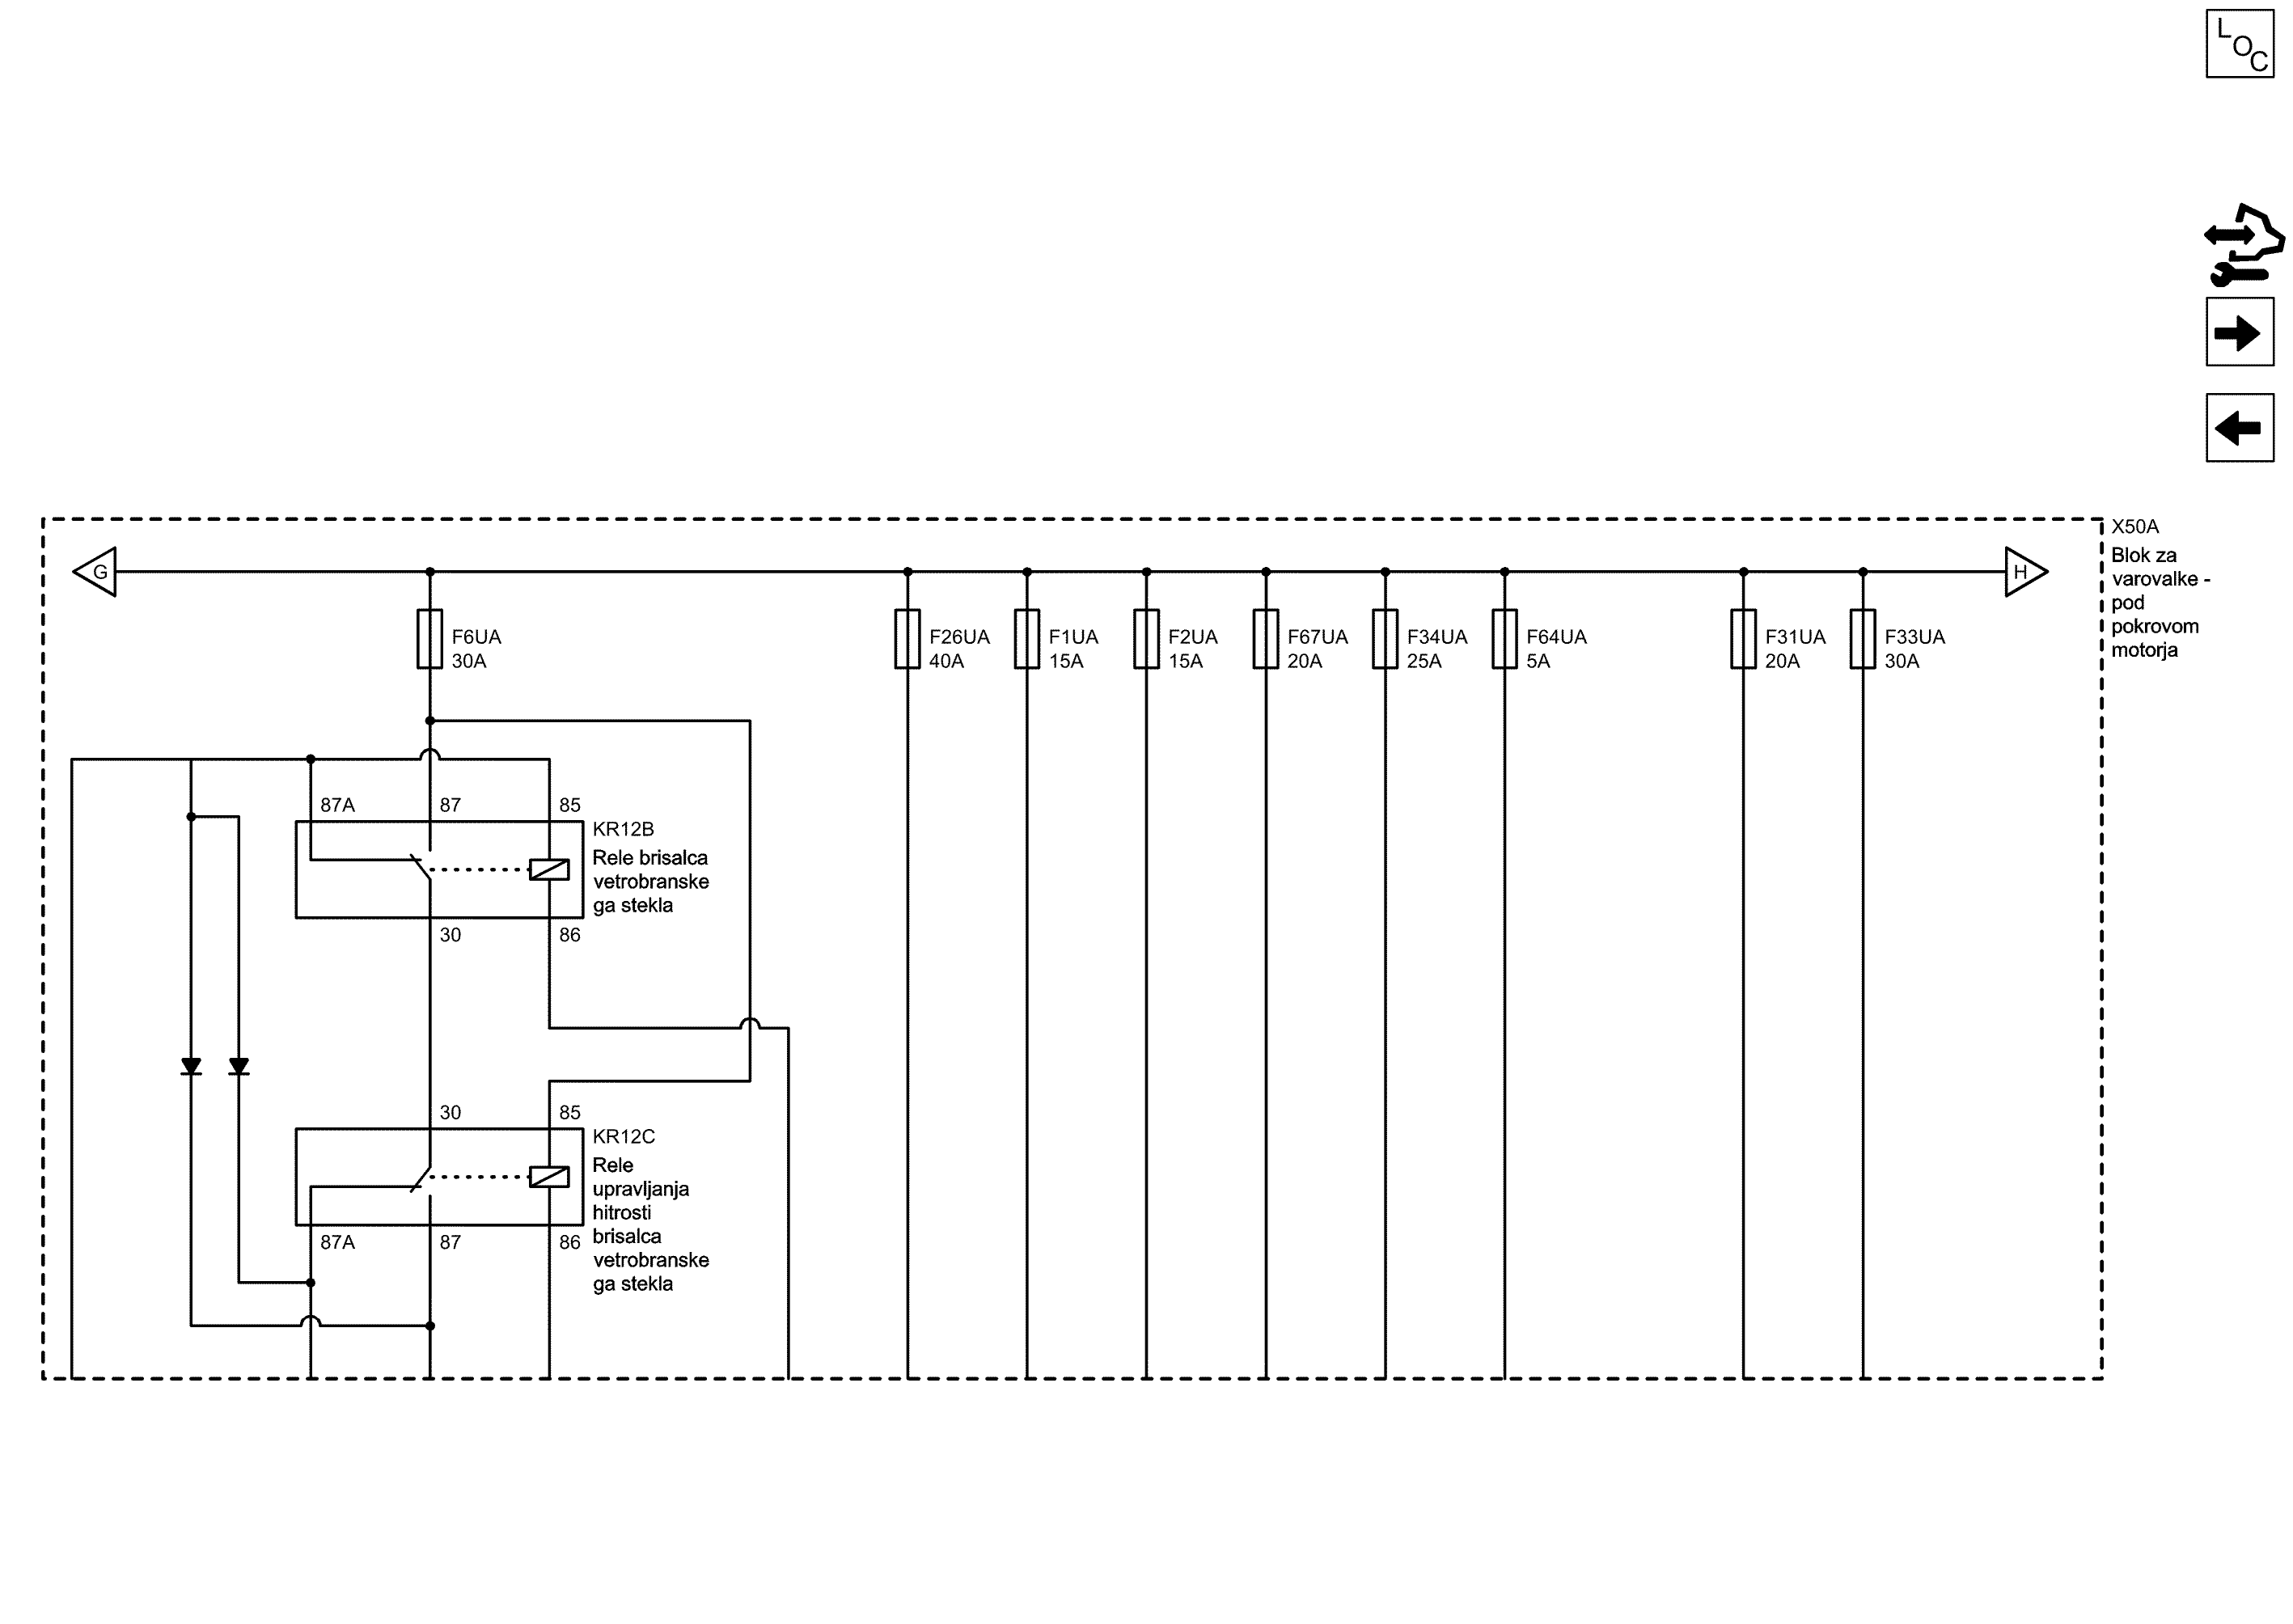 L
O
C
X50A
Blok za
varovalke -
pod
pokrovom
motorja
G
H
F6UA
30A
F26UA
40A
F1UA
15A
F2UA
15A
F67UA
20A
F34UA
25A
F64UA
5A
F31UA
20A
F33UA
30A
87A
87
85
KR12B
Rele brisalca
vetrobranske
ga stekla
30
86
30
85
KR12C
Rele
upravljanja
hitrosti
brisalca
vetrobranske
ga stekla
87A
87
86